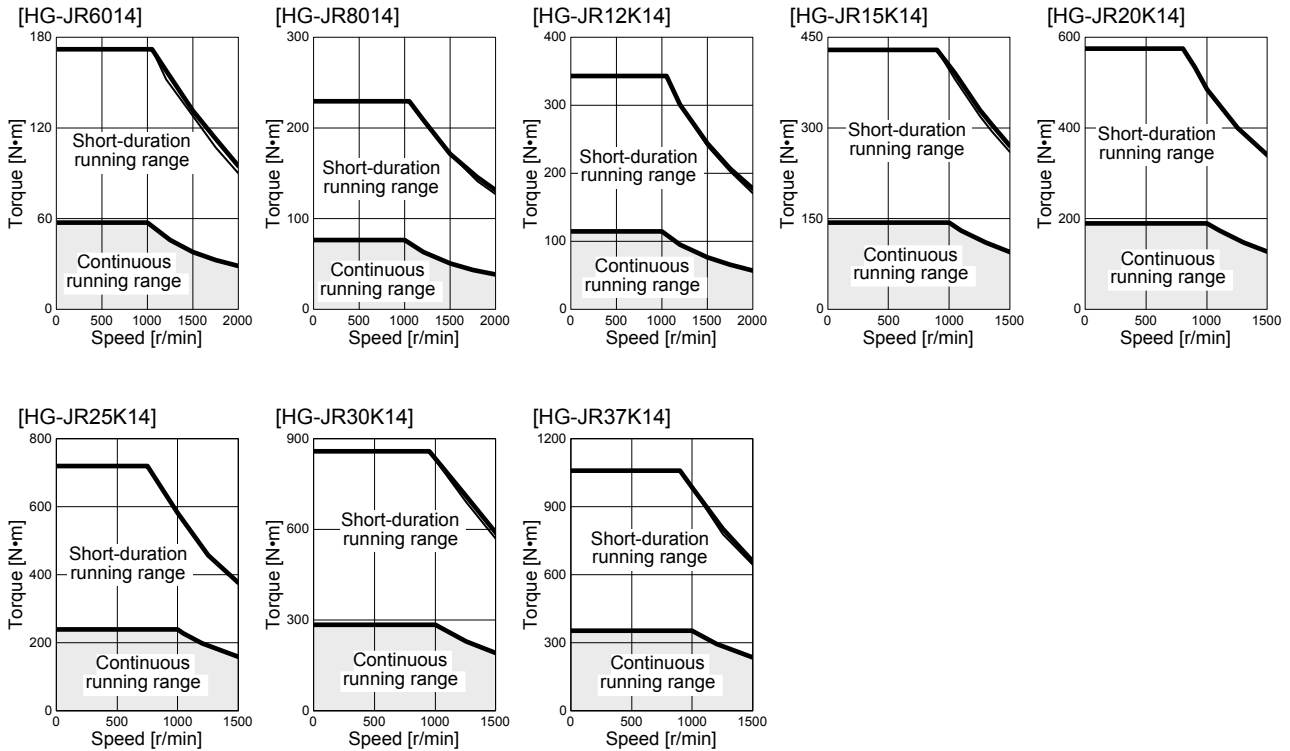 [HG-JR6014]
180
120
60
0
Torque [N•m]
Short-duration
running range
Continuous
running range
0 500 1000 1500 2000
Speed [r/min]
[HG-JR8014]
300
200
100
0
Torque [N•m]
Short-duration
running range
Continuous
running range
0 500 1000 1500 2000
Speed [r/min]
[HG-JR12K14]
400
300
200
100
0
Torque [N•m]
Short-duration
running range
Continuous
running range
0 500 1000 1500 2000
Speed [r/min]
[HG-JR15K14]
450
300
150
0
Torque [N•m]
Short-duration
running range
Continuous
running range
0 500 1000 1500
Speed [r/min]
[HG-JR20K14]
600
400
200
0
Torque [N•m]
Short-duration
running range
Continuous
running range
0 500 1000 1500
Speed [r/min]
[HG-JR25K14]
800
600
400
200
0
Torque [N•m]
Short-duration
running range
Continuous
running range
0 500 1000 1500
Speed [r/min]
[HG-JR30K14]
900
600
300
0
Torque [N•m]
Short-duration
running range
Continuous
running range
0 500 1000 1500
Speed [r/min]
[HG-JR37K14]
1200
900
600
300
0
Torque [N•m]
Short-duration
running range
Continuous
running range
0 500 1000 1500
Speed [r/min]